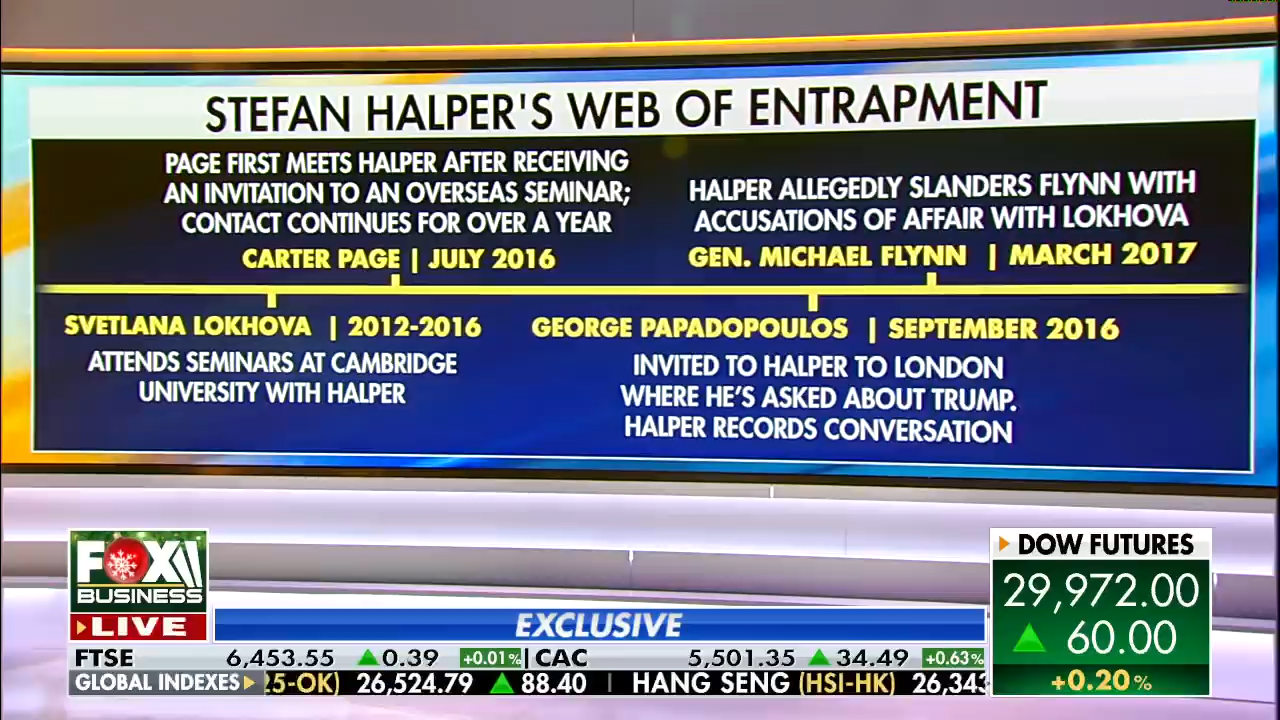 STEFAN HALPER'S WEB OF ENTRAPMENT
PAGE FIRST MEETS HALPER AFTER RECEIVING
AN INVITATION TO AN OVERSEAS SEMINAR;
CONTACT CONTINUES FOR OVER A YEAR
CARTER PAGE | JULY 2016
HALPER ALLEGEDLY SLANDERS FLYNN WITH
ACCUSATIONS OF AFFAIR WITH LOKHOVA
GEN. MICHAEL FLYNN | MARCH 2017
SVETLANA LOKHOVA | 2012-2016
ATTENDS SEMINARS AT CAMBRIDGE
UNIVERSITY WITH HALPER
GEORGE PAPADOPOULOS | SEPTEMBER 2016
INVITED TO HALPER TO LONDON
WHERE HE'S ASKED ABOUT TRUMP.
HALPER RECORDS CONVERSATION
FOX
BUSINESS
LIVE
EXCLUSIVE
DOW FUTURES
29,972.00
60.00
+0.20%
FTSE 6,453.55 0.39 +0.01% | CAC 5,501.35 34.49 +0.63%
GLOBAL INDEXES 25-OK) 26,524.79 88.40 | HANG SENG (HSI-HK) 26,343